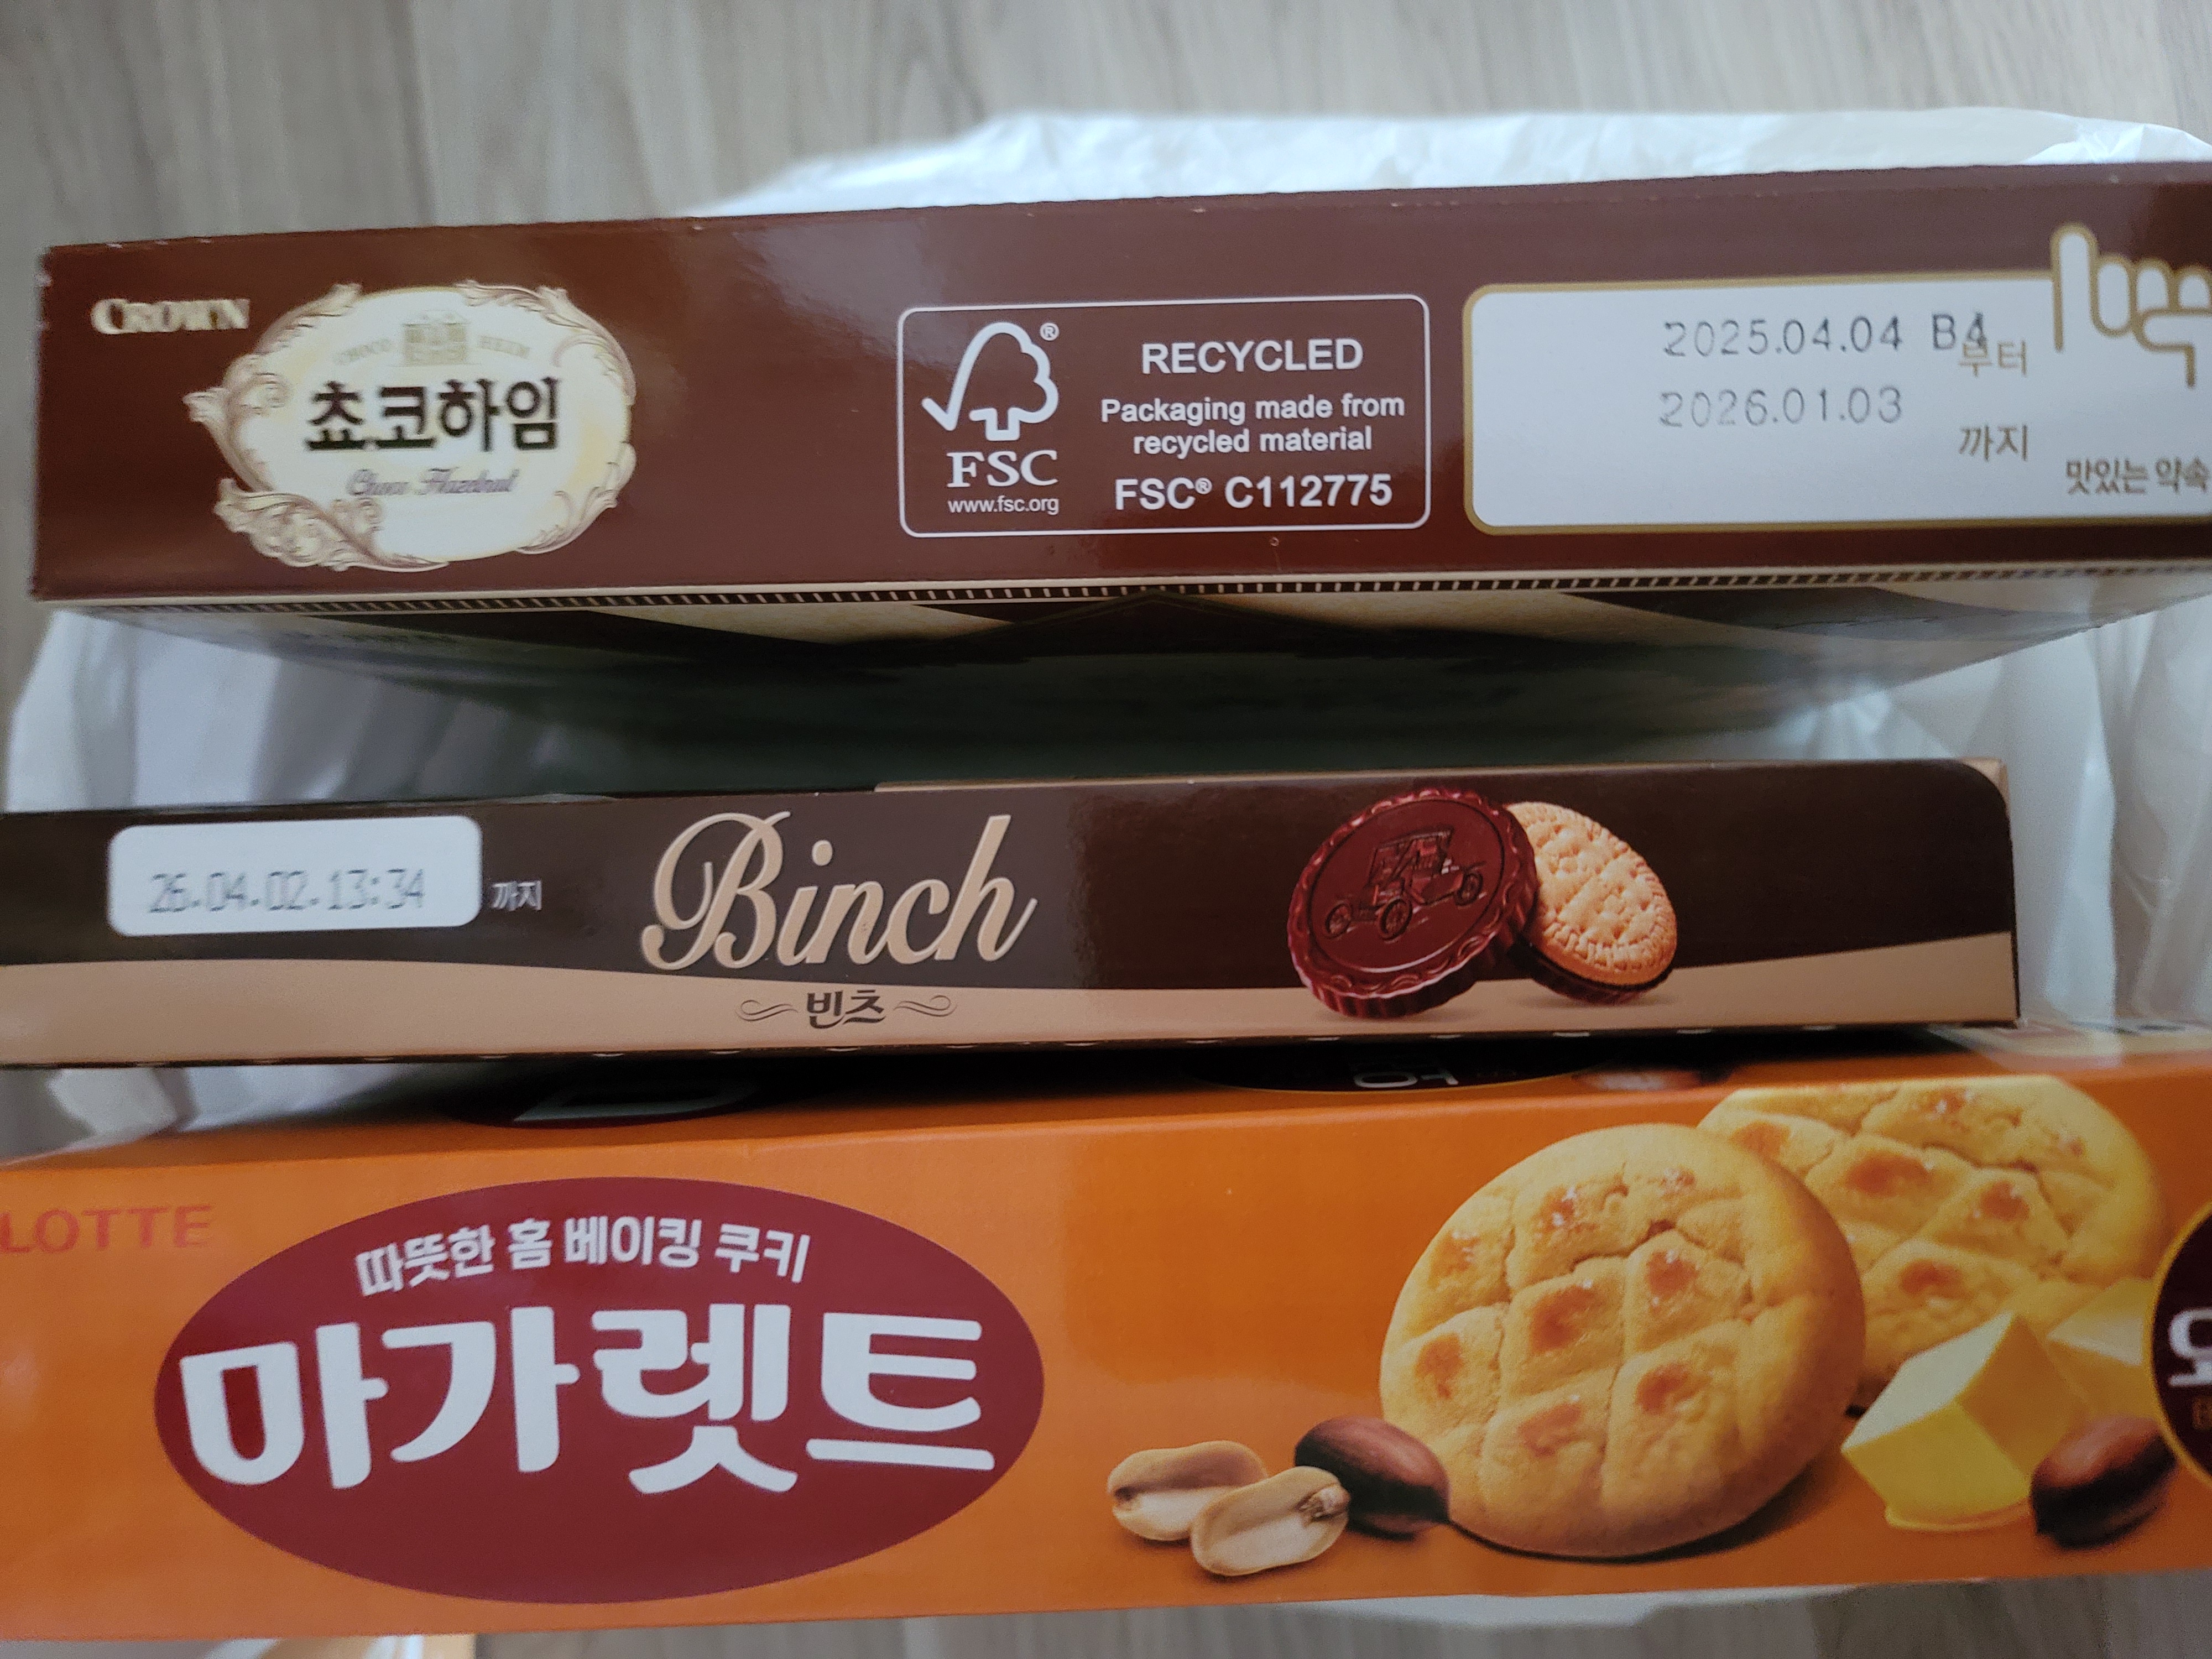 CROWN
CHOCO HEIM
쵸코하임
Choco Hazelnut
®
FSC
www.fsc.org
RECYCLED
Packaging made from
recycled material
FSC® C112775
2025.04.04 B4
부터
2026.01.03
까지
맛있는 약속
26.04.02.13:34 까지
Binch
빈츠
LOTTE
따뜻한 홈 베이킹 쿠키
마가렛트